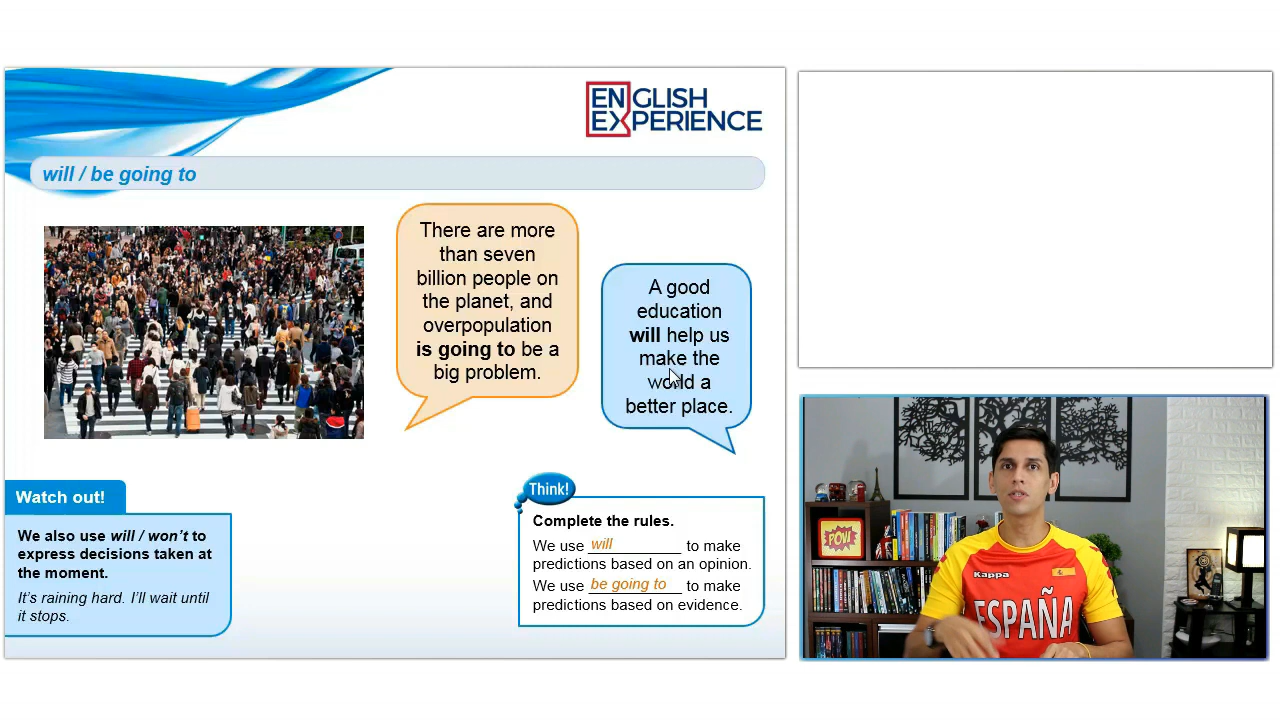 ENGLISH
EXPERIENCE
will / be going to
There are more
than seven
billion people on
the planet, and
overpopulation
is going to be a
big problem.
A good
education
will help us
make the
world a
better place.
Watch out!
We also use will / won't to
express decisions taken at
the moment.
It's raining hard. I'll wait until
it stops.
Think!
Complete the rules.
We use will to make
predictions based on an opinion.
We use be going to to make
predictions based on evidence.
POW!
Kappa
ESPAÑA